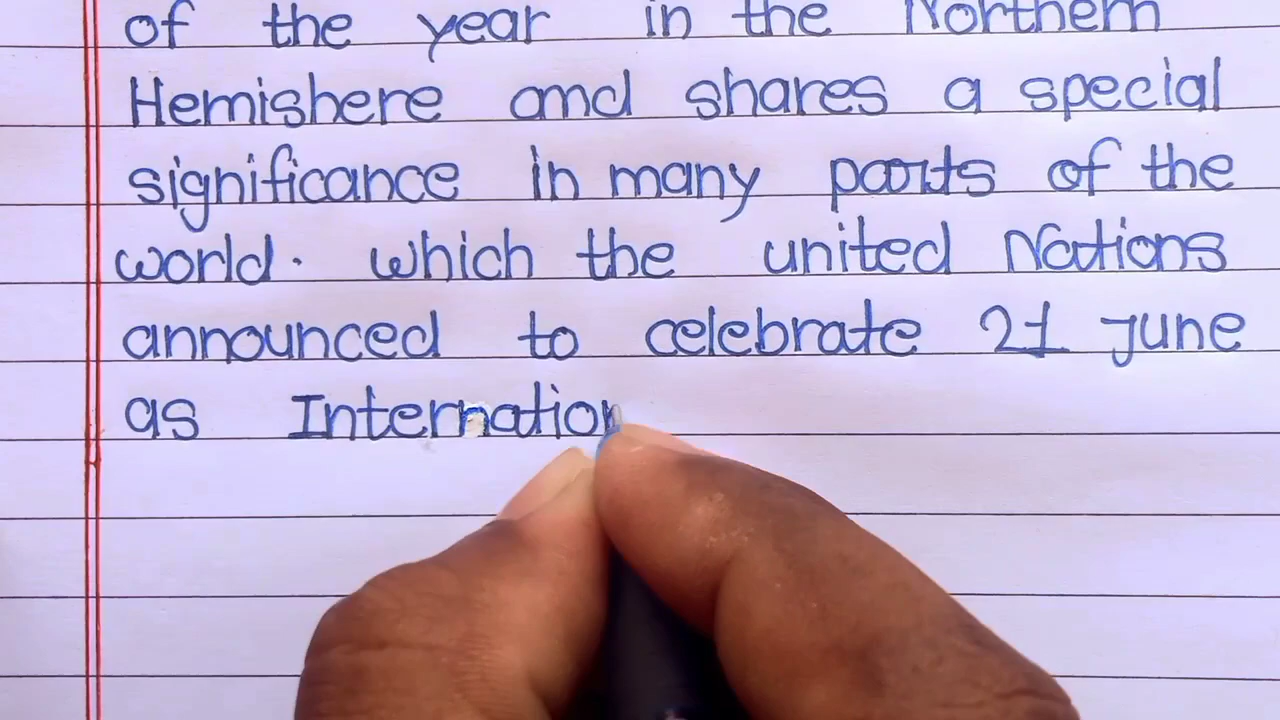 of the year in the Northern
Hemishere and shares a special
significance in many parts of the
world. which the united Nations
announced to celebrate 21 June
as Internation